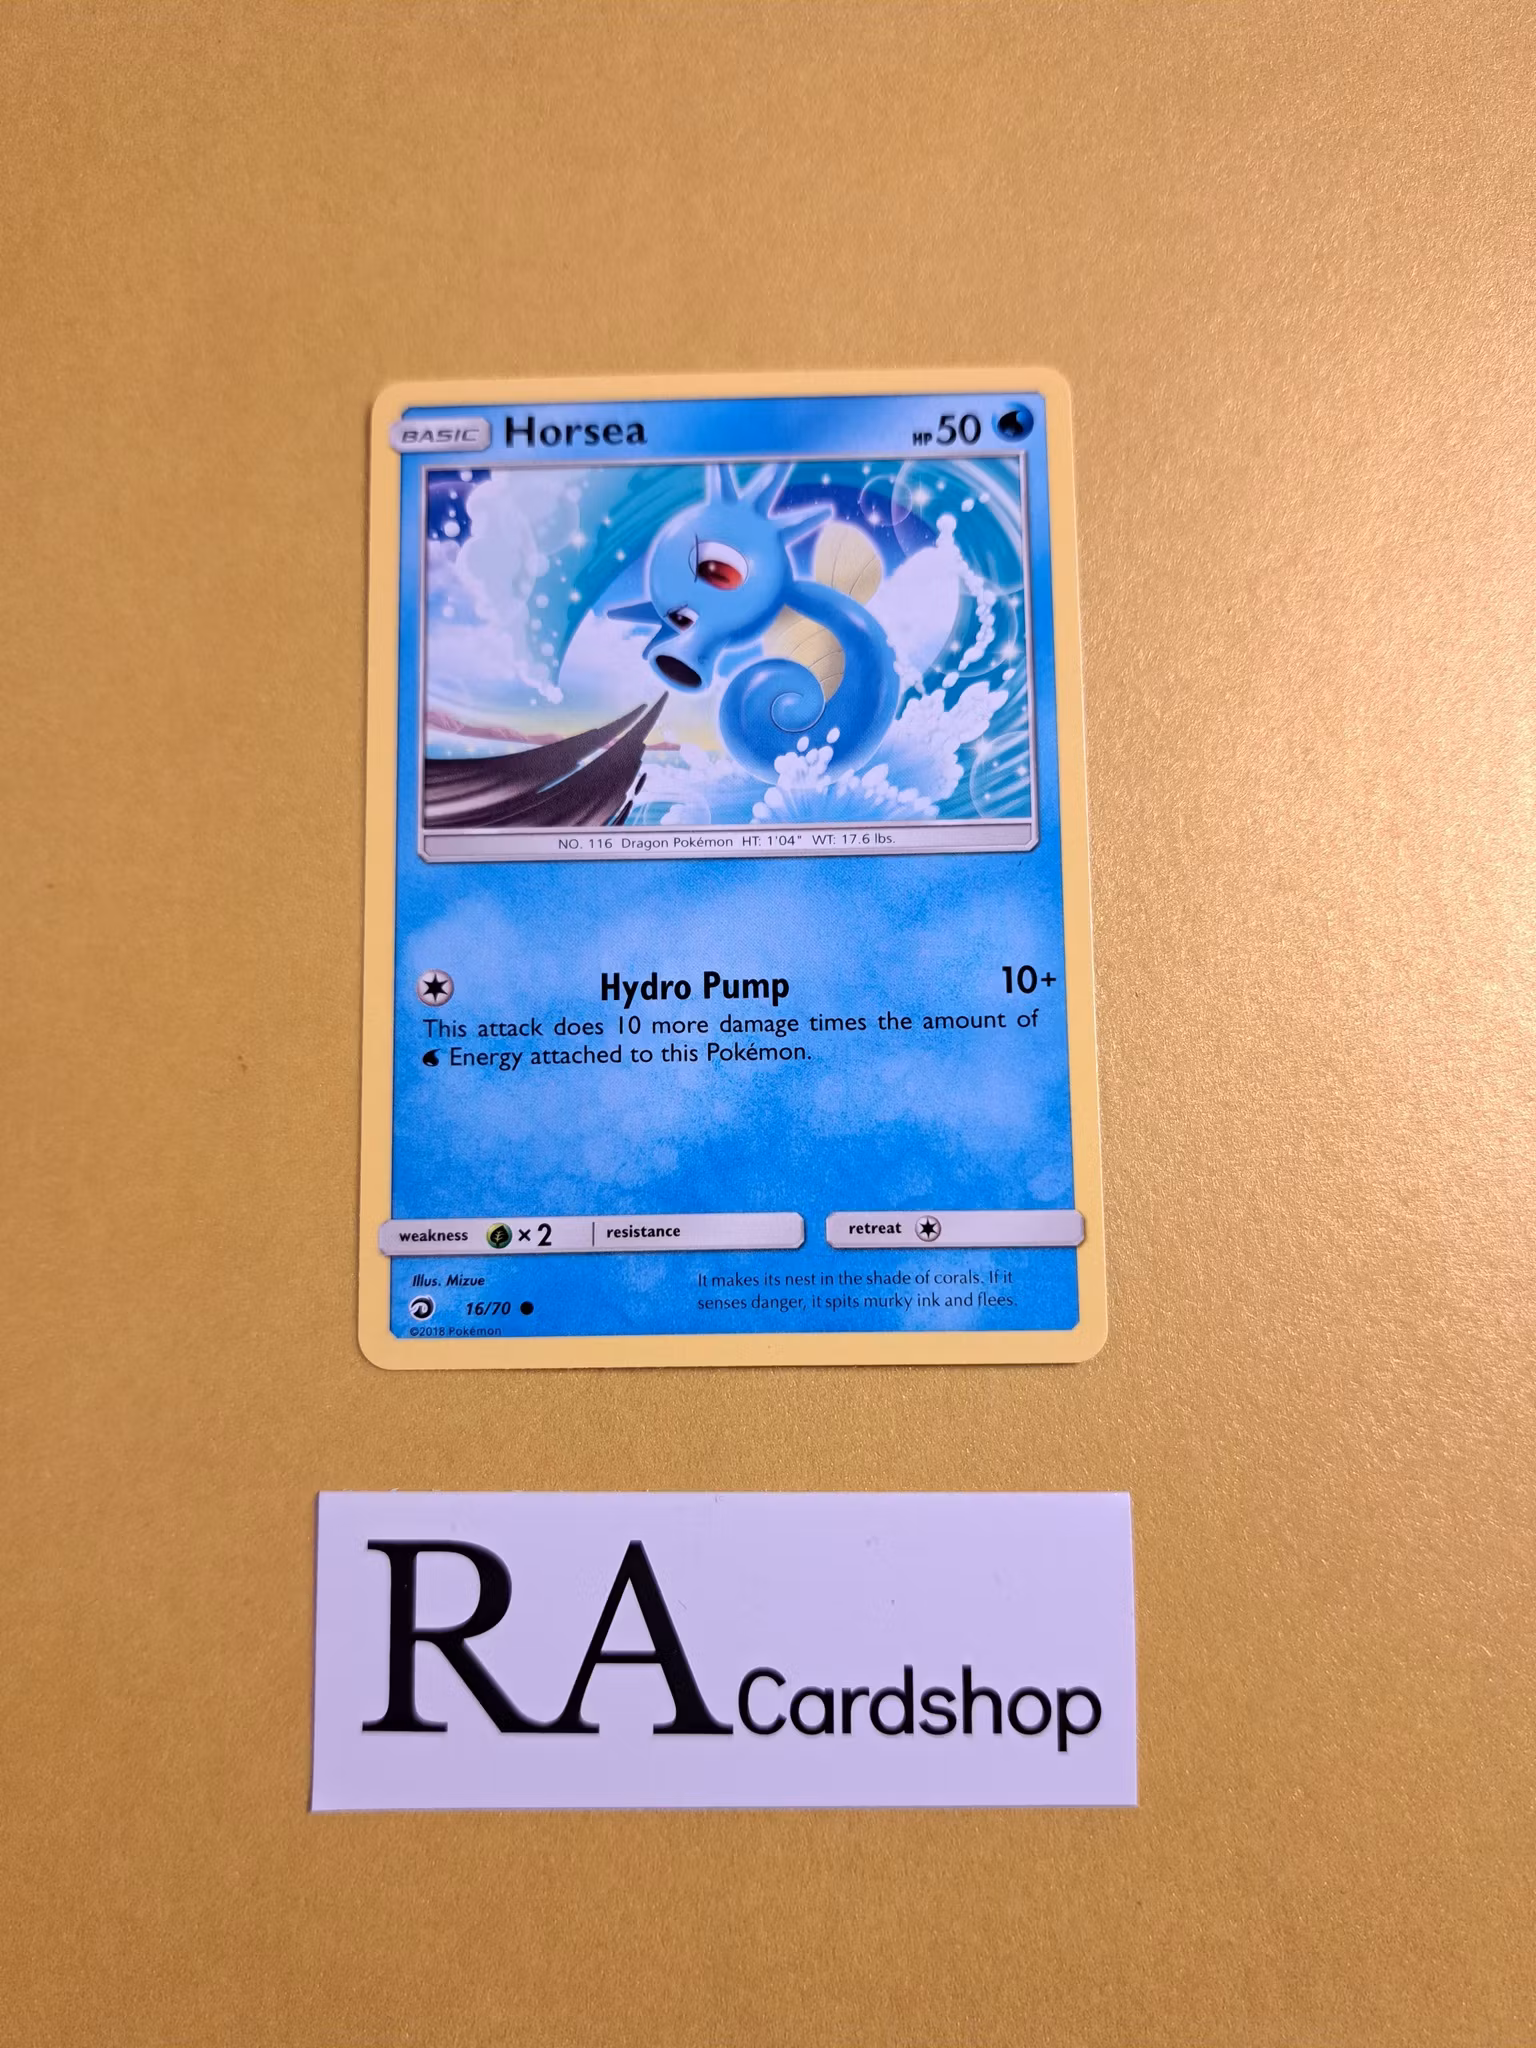 BASIC Horsea HP 50
NO. 116 Dragon Pokémon HT: 1'04" WT: 17.6 lbs.
Hydro Pump 10+
This attack does 10 more damage times the amount of
Energy attached to this Pokémon.
weakness × 2 resistance retreat
Illus. Mizue
16/70
©2018 Pokémon
It makes its nest in the shade of corals. If it
senses danger, it spits murky ink and flees.
RA Cardshop